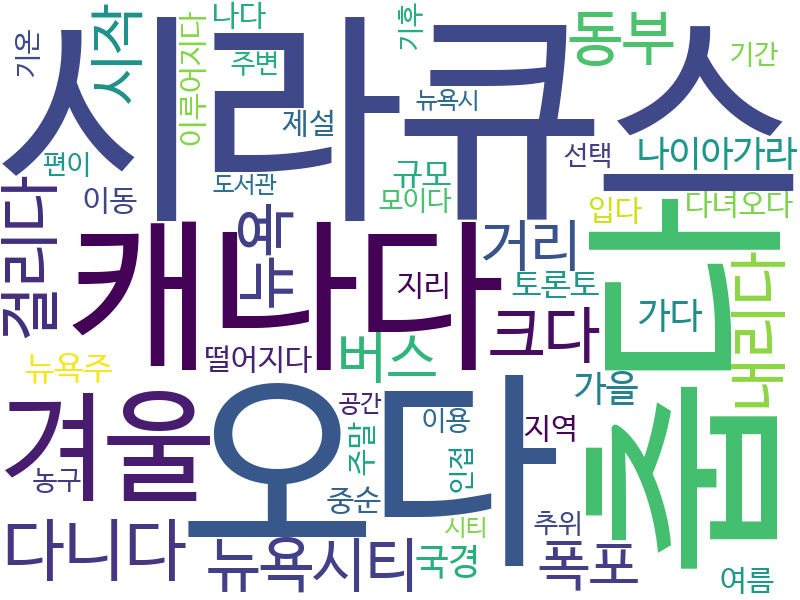 시라큐스
나다
기후
동부
기온
시작
이루어지다
주변
기간
뉴욕시
제설
선택
나이아가라
편이
도서관
규모
이동
모이다
입다
다녀오다
걸리다
뉴욕
캐나다
거리
춥다
지리
토론토
가다
내리다
크다
버스
떨어지다
뉴욕주
가을
겨울
오다
공간
이용
지역
주말
인접
농구
중순
시티
추위
다니다
뉴욕시티
국경
폭포
여름